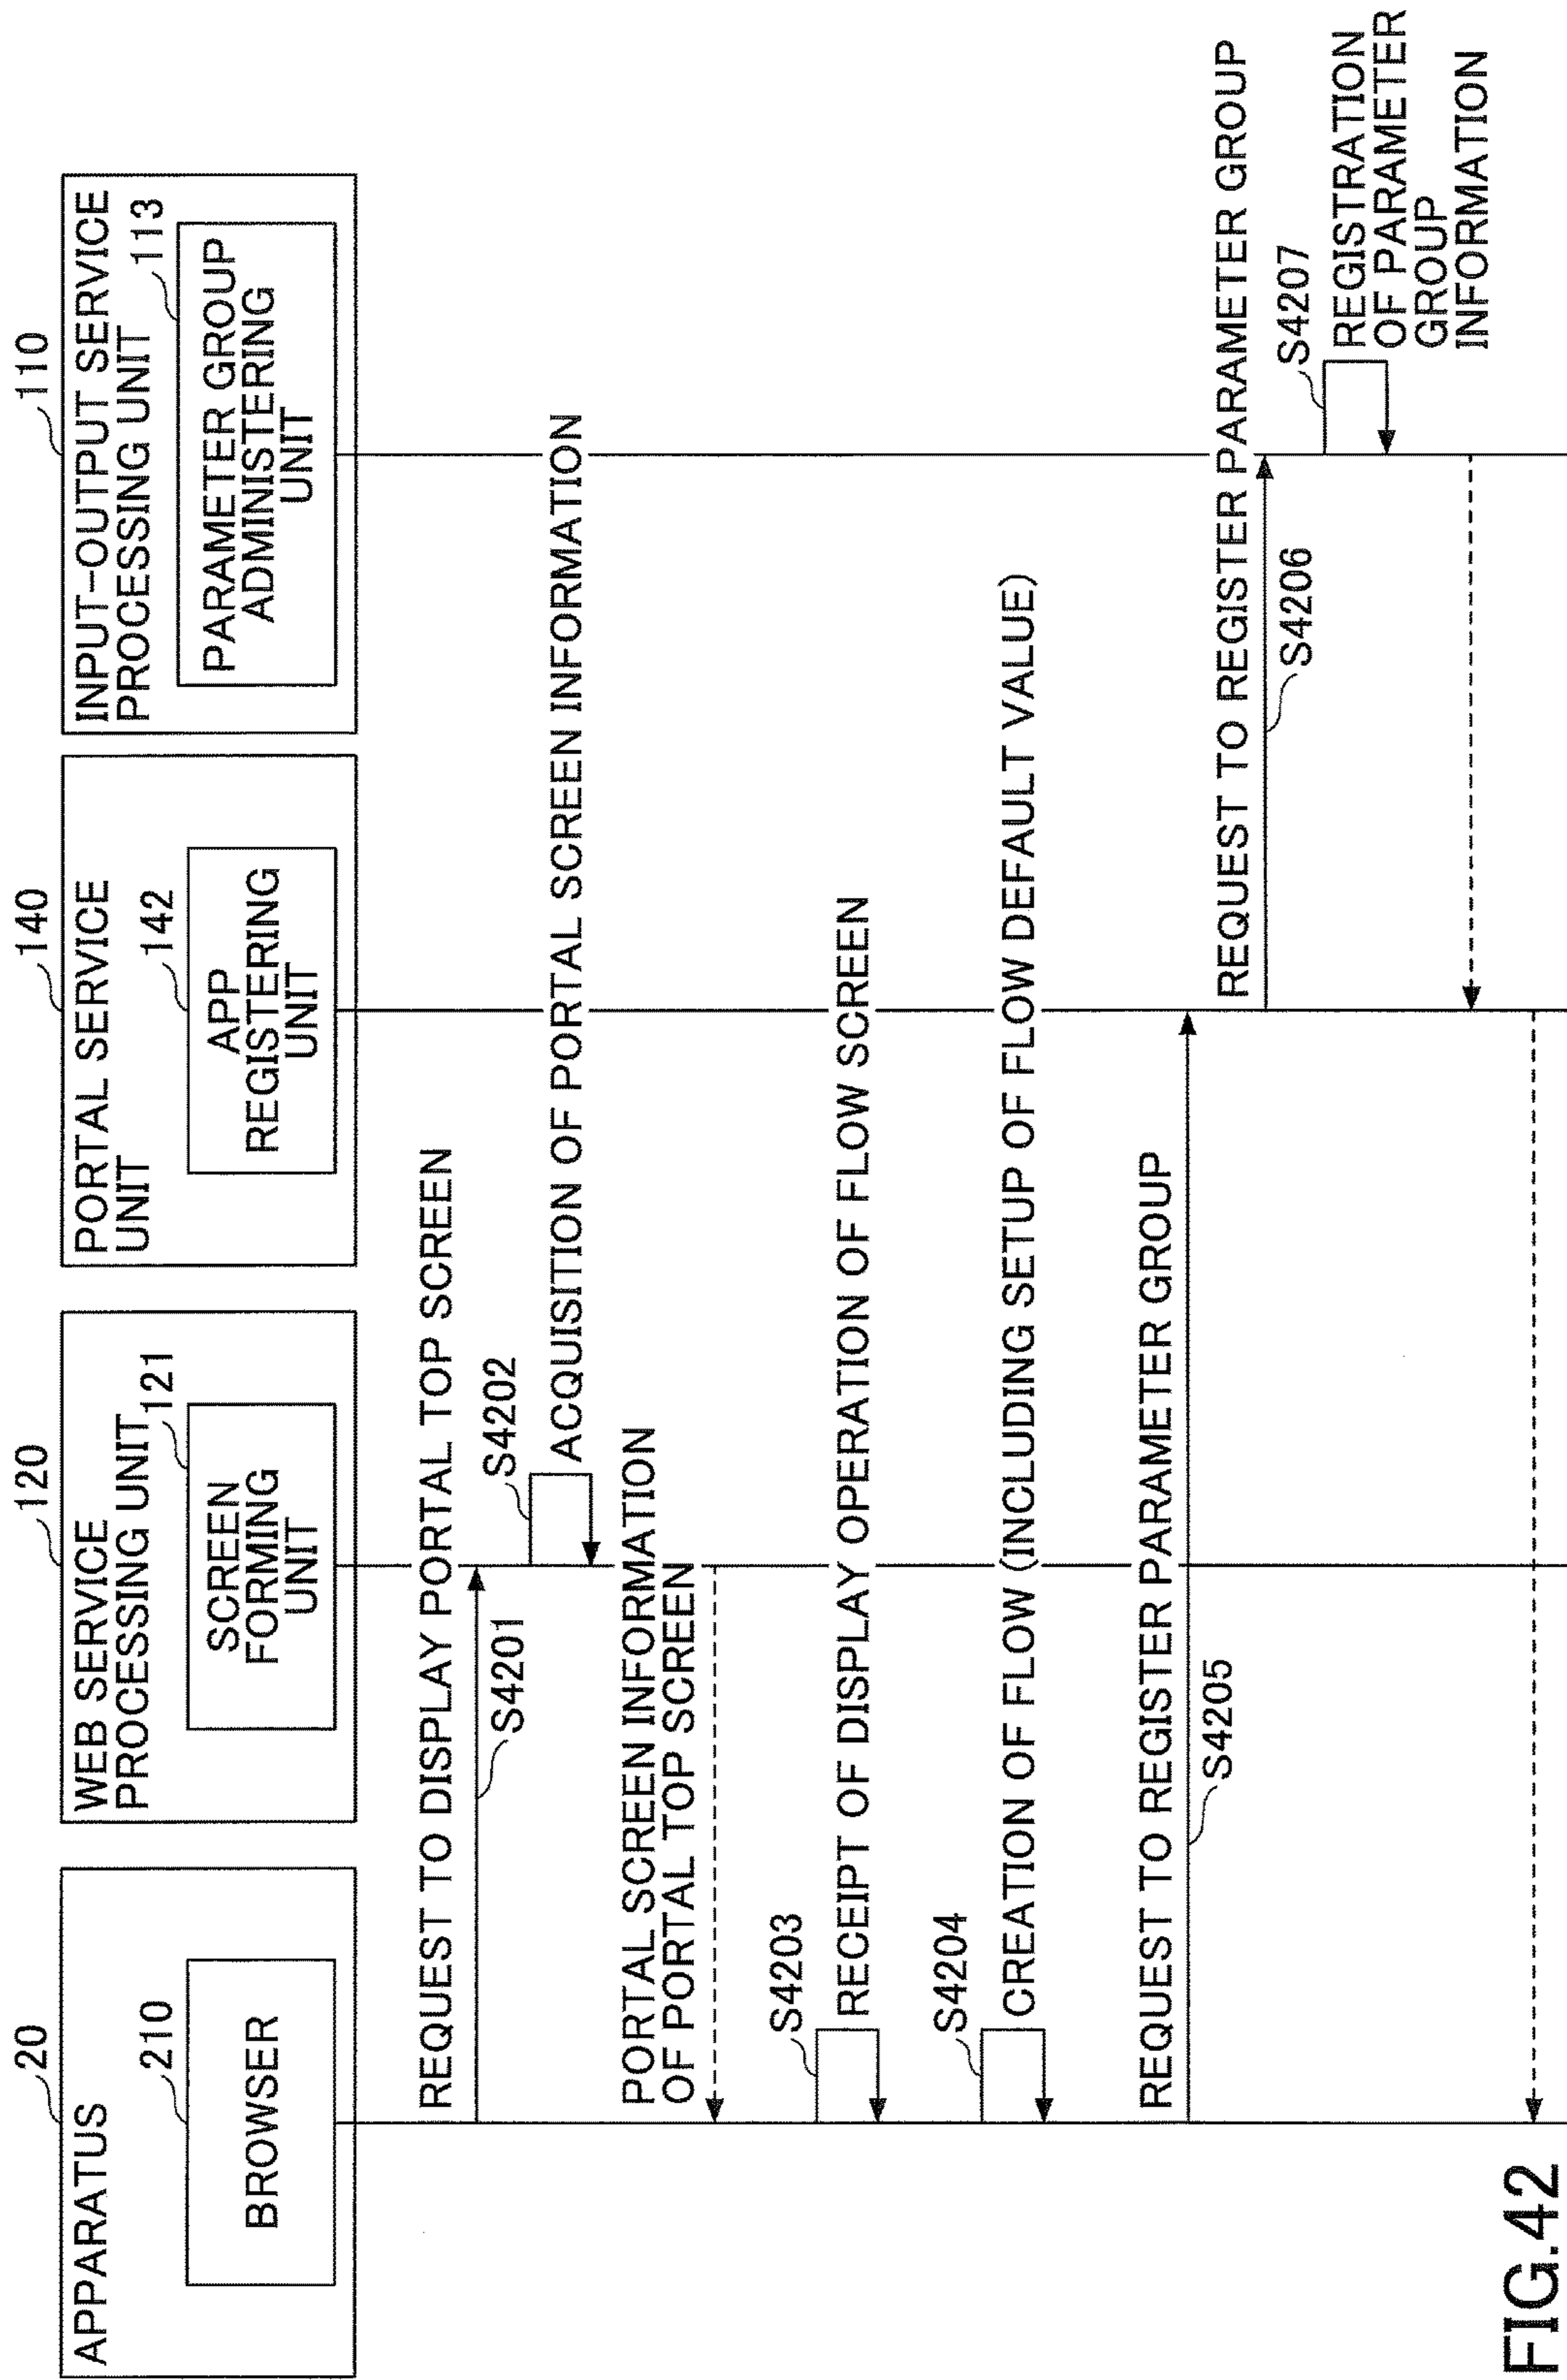 20
APPARATUS
210
BROWSER
120
WEB SERVICE
PROCESSING UNIT
121
SCREEN
FORMING
UNIT
140
PORTAL SERVICE
UNIT
142
APP
REGISTERING
UNIT
110
INPUT-OUTPUT SERVICE
PROCESSING UNIT
113
PARAMETER GROUP
ADMINISTERING
UNIT
REQUEST TO DISPLAY PORTAL TOP SCREEN
S4201
S4202
ACQUISITION OF PORTAL SCREEN INFORMATION
PORTAL SCREEN INFORMATION
OF PORTAL TOP SCREEN
S4203
RECEIPT OF DISPLAY OPERATION OF FLOW SCREEN
S4204
CREATION OF FLOW (INCLUDING SETUP OF FLOW DEFAULT VALUE)
REQUEST TO REGISTER PARAMETER GROUP
S4205
REQUEST TO REGISTER PARAMETER GROUP
S4206
S4207
REGISTRATION
OF PARAMETER
GROUP
INFORMATION
FIG.42